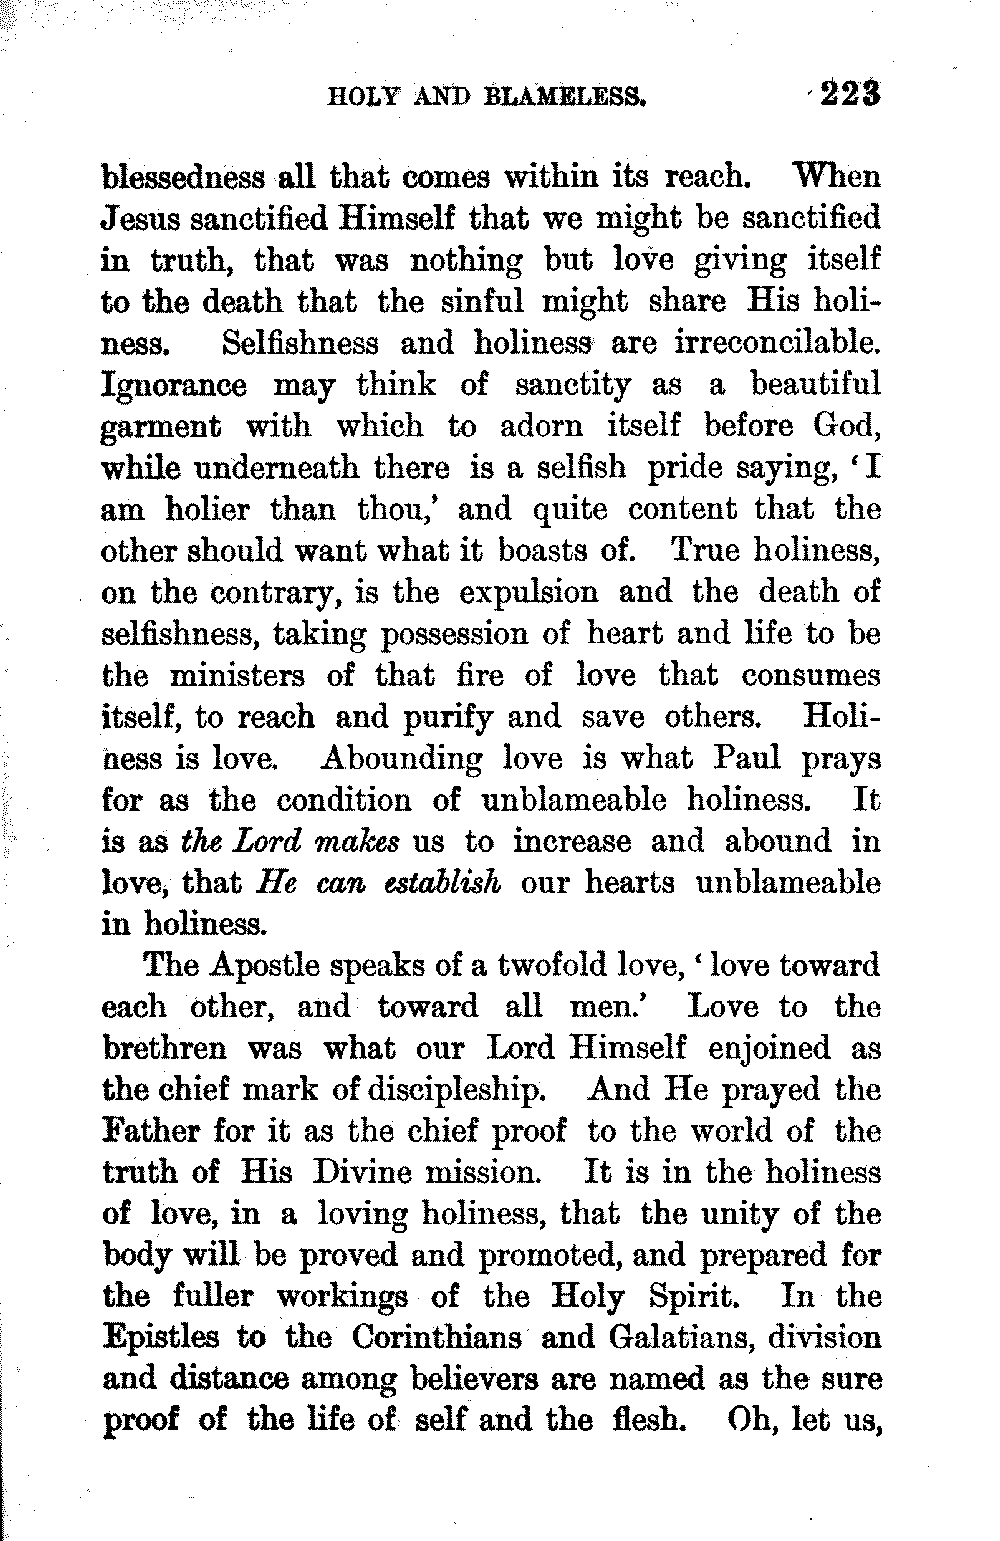 HOLY AND BLAMELESS. 223
blessedness all that comes within its reach. When
Jesus sanctified Himself that we might be sanctified
in truth, that was nothing but love giving itself
to the death that the sinful might share His holi-
ness. Selfishness and holiness are irreconcilable.
Ignorance may think of sanctity as a beautiful
garment with which to adorn itself before God,
while underneath there is a selfish pride saying, ‘I
am holier than thou,’ and quite content that the
other should want what it boasts of. True holiness,
on the contrary, is the expulsion and the death of
selfishness, taking possession of heart and life to be
the ministers of that fire of love that consumes
itself, to reach and purify and save others. Holi-
ness is love. Abounding love is what Paul prays
for as the condition of unblameable holiness. It
is as the Lord makes us to increase and abound in
love, that He can establish our hearts unblameable
in holiness.
The Apostle speaks of a twofold love, ‘love toward
each other, and toward all men.’ Love to the
brethren was what our Lord Himself enjoined as
the chief mark of discipleship. And He prayed the
Father for it as the chief proof to the world of the
truth of His Divine mission. It is in the holiness
of love, in a loving holiness, that the unity of the
body will be proved and promoted, and prepared for
the fuller workings of the Holy Spirit. In the
Epistles to the Corinthians and Galatians, division
and distance among believers are named as the sure
proof of the life of self and the flesh. Oh, let us,